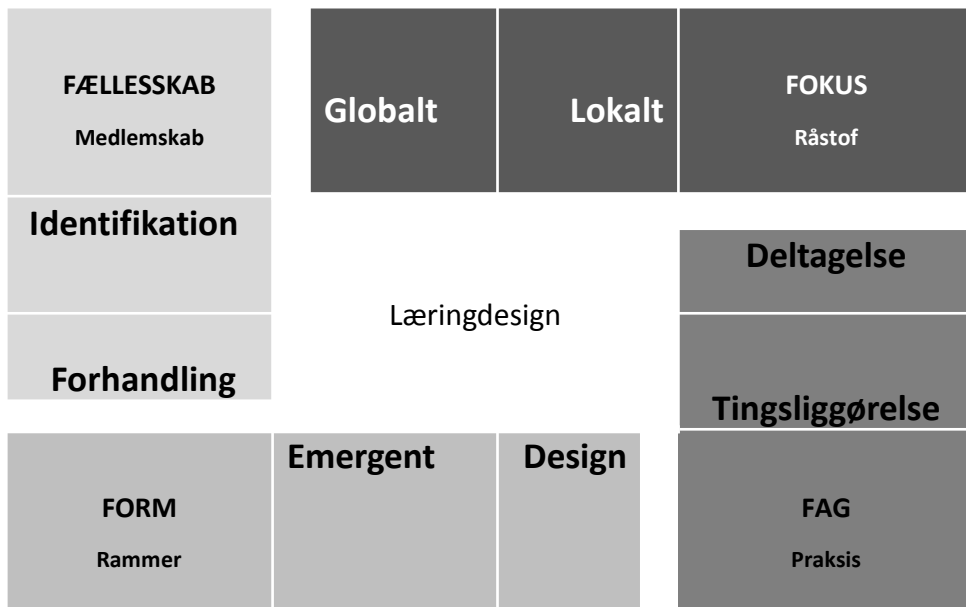 FÆLLESSKAB
Medlemskab
Globalt
Lokalt
FOKUS
Råstof
Identifikation
Deltagelse
Læringdesign
Forhandling
Tingsliggørelse
Emergent
Design
FORM
Rammer
FAG
Praksis